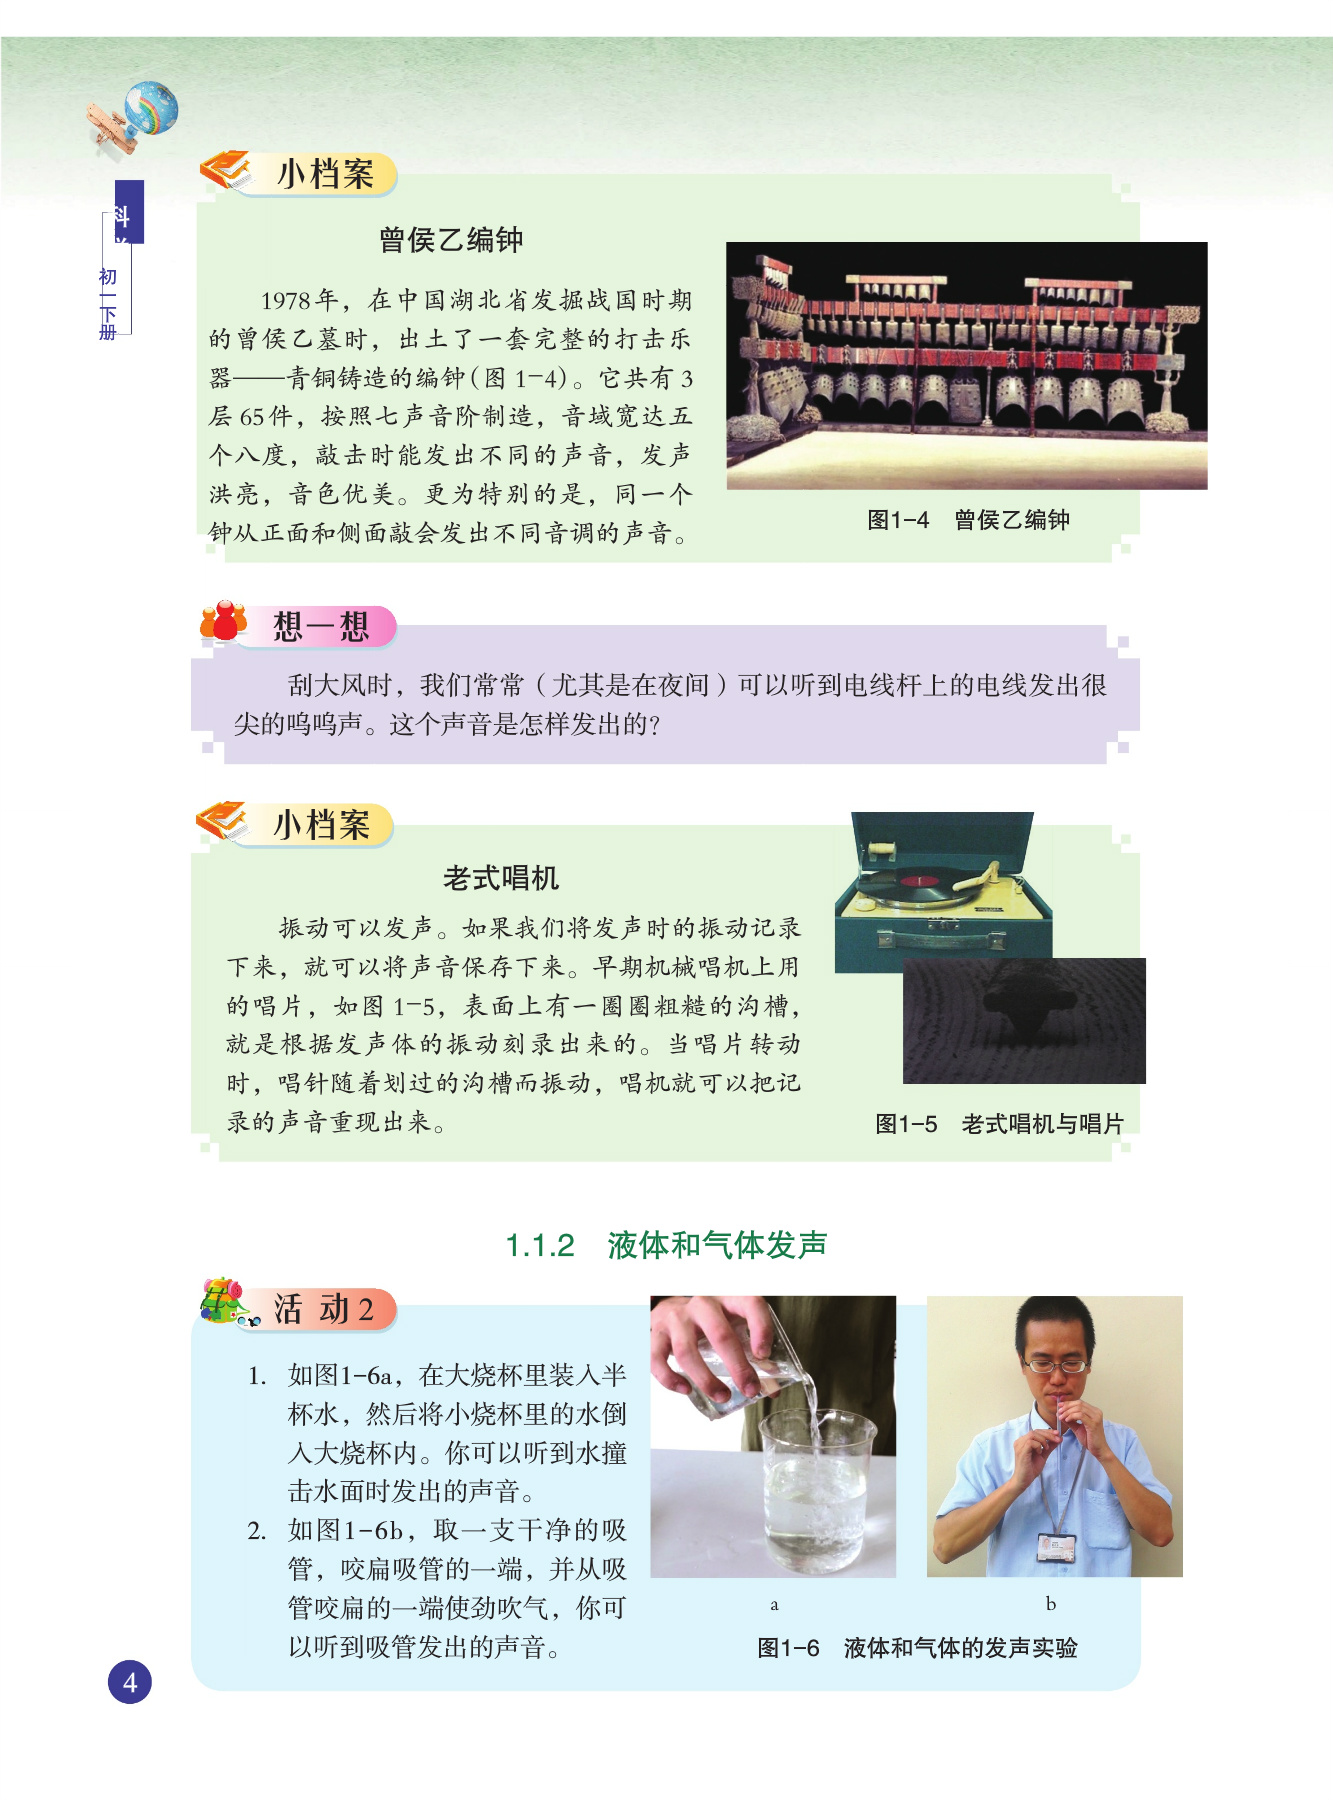 科
初一下册
小档案
曾侯乙编钟
1978年，在中国湖北省发掘战国时期
的曾侯乙墓时，出土了一套完整的打击乐
器——青铜铸造的编钟（图 1-4）。它共有 3
层 65件，按照七声音阶制造，音域宽达五
个八度，敲击时能发出不同的声音，发声
洪亮，音色优美。更为特别的是，同一个
钟从正面和侧面敲会发出不同音调的声音。
图1-4 曾侯乙编钟
想一想
刮大风时，我们常常（尤其是在夜间）可以听到电线杆上的电线发出很
尖的呜呜声。这个声音是怎样发出的？
小档案
老式唱机
振动可以发声。如果我们将发声时的振动记录
下来，就可以将声音保存下来。早期机械唱机上用
的唱片，如图 1-5，表面上有一圈圈粗糙的沟槽，
就是根据发声体的振动刻录出来的。当唱片转动
时，唱针随着划过的沟槽而振动，唱机就可以把记
录的声音重现出来。
图1-5 老式唱机与唱片
1.1.2 液体和气体发声
活 动 2
1. 如图1-6a，在大烧杯里装入半
杯水，然后将小烧杯里的水倒
入大烧杯内。你可以听到水撞
击水面时发出的声音。
2. 如图1-6b，取一支干净的吸
管，咬扁吸管的一端，并从吸
管咬扁的一端使劲吹气，你可
以听到吸管发出的声音。
a
b
图1-6 液体和气体的发声实验
4